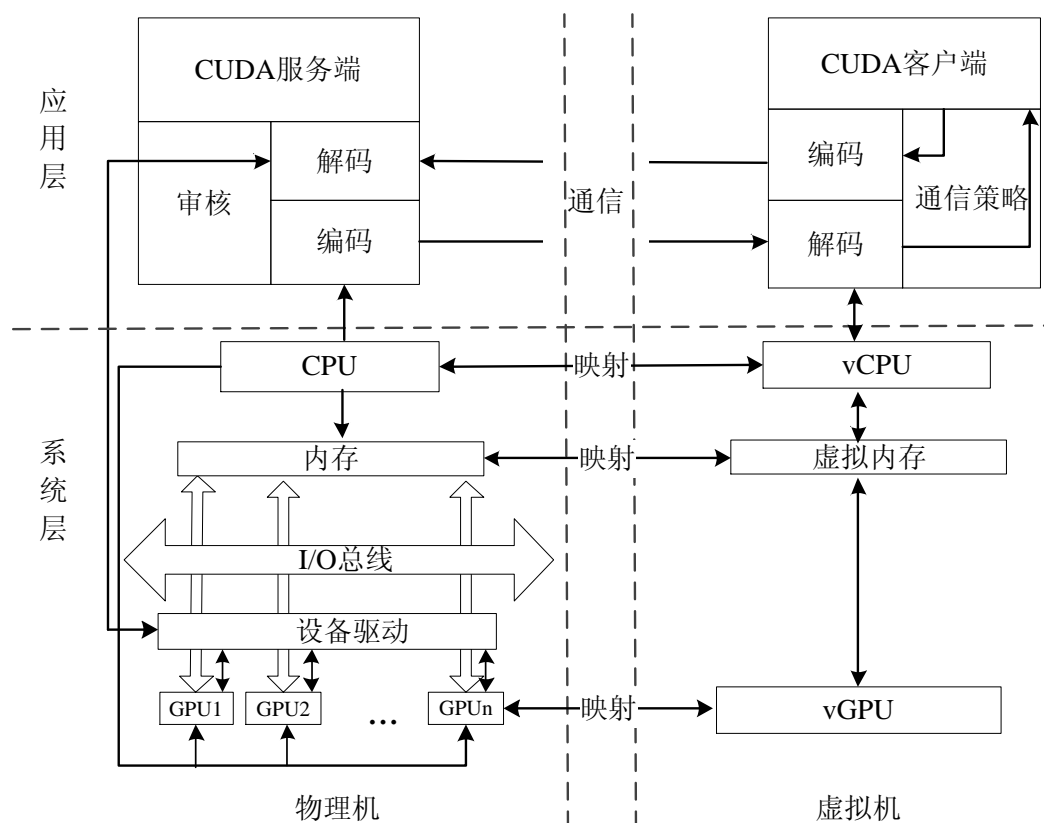 CUDA服务端
CUDA客户端
应用层
审核
解码
编码
通信
编码
解码
通信策略
CPU
映射
vCPU
系统层
内存
映射
虚拟内存
I/O总线
设备驱动
GPU1
GPU2
...
GPUn
映射
vGPU
物理机
虚拟机